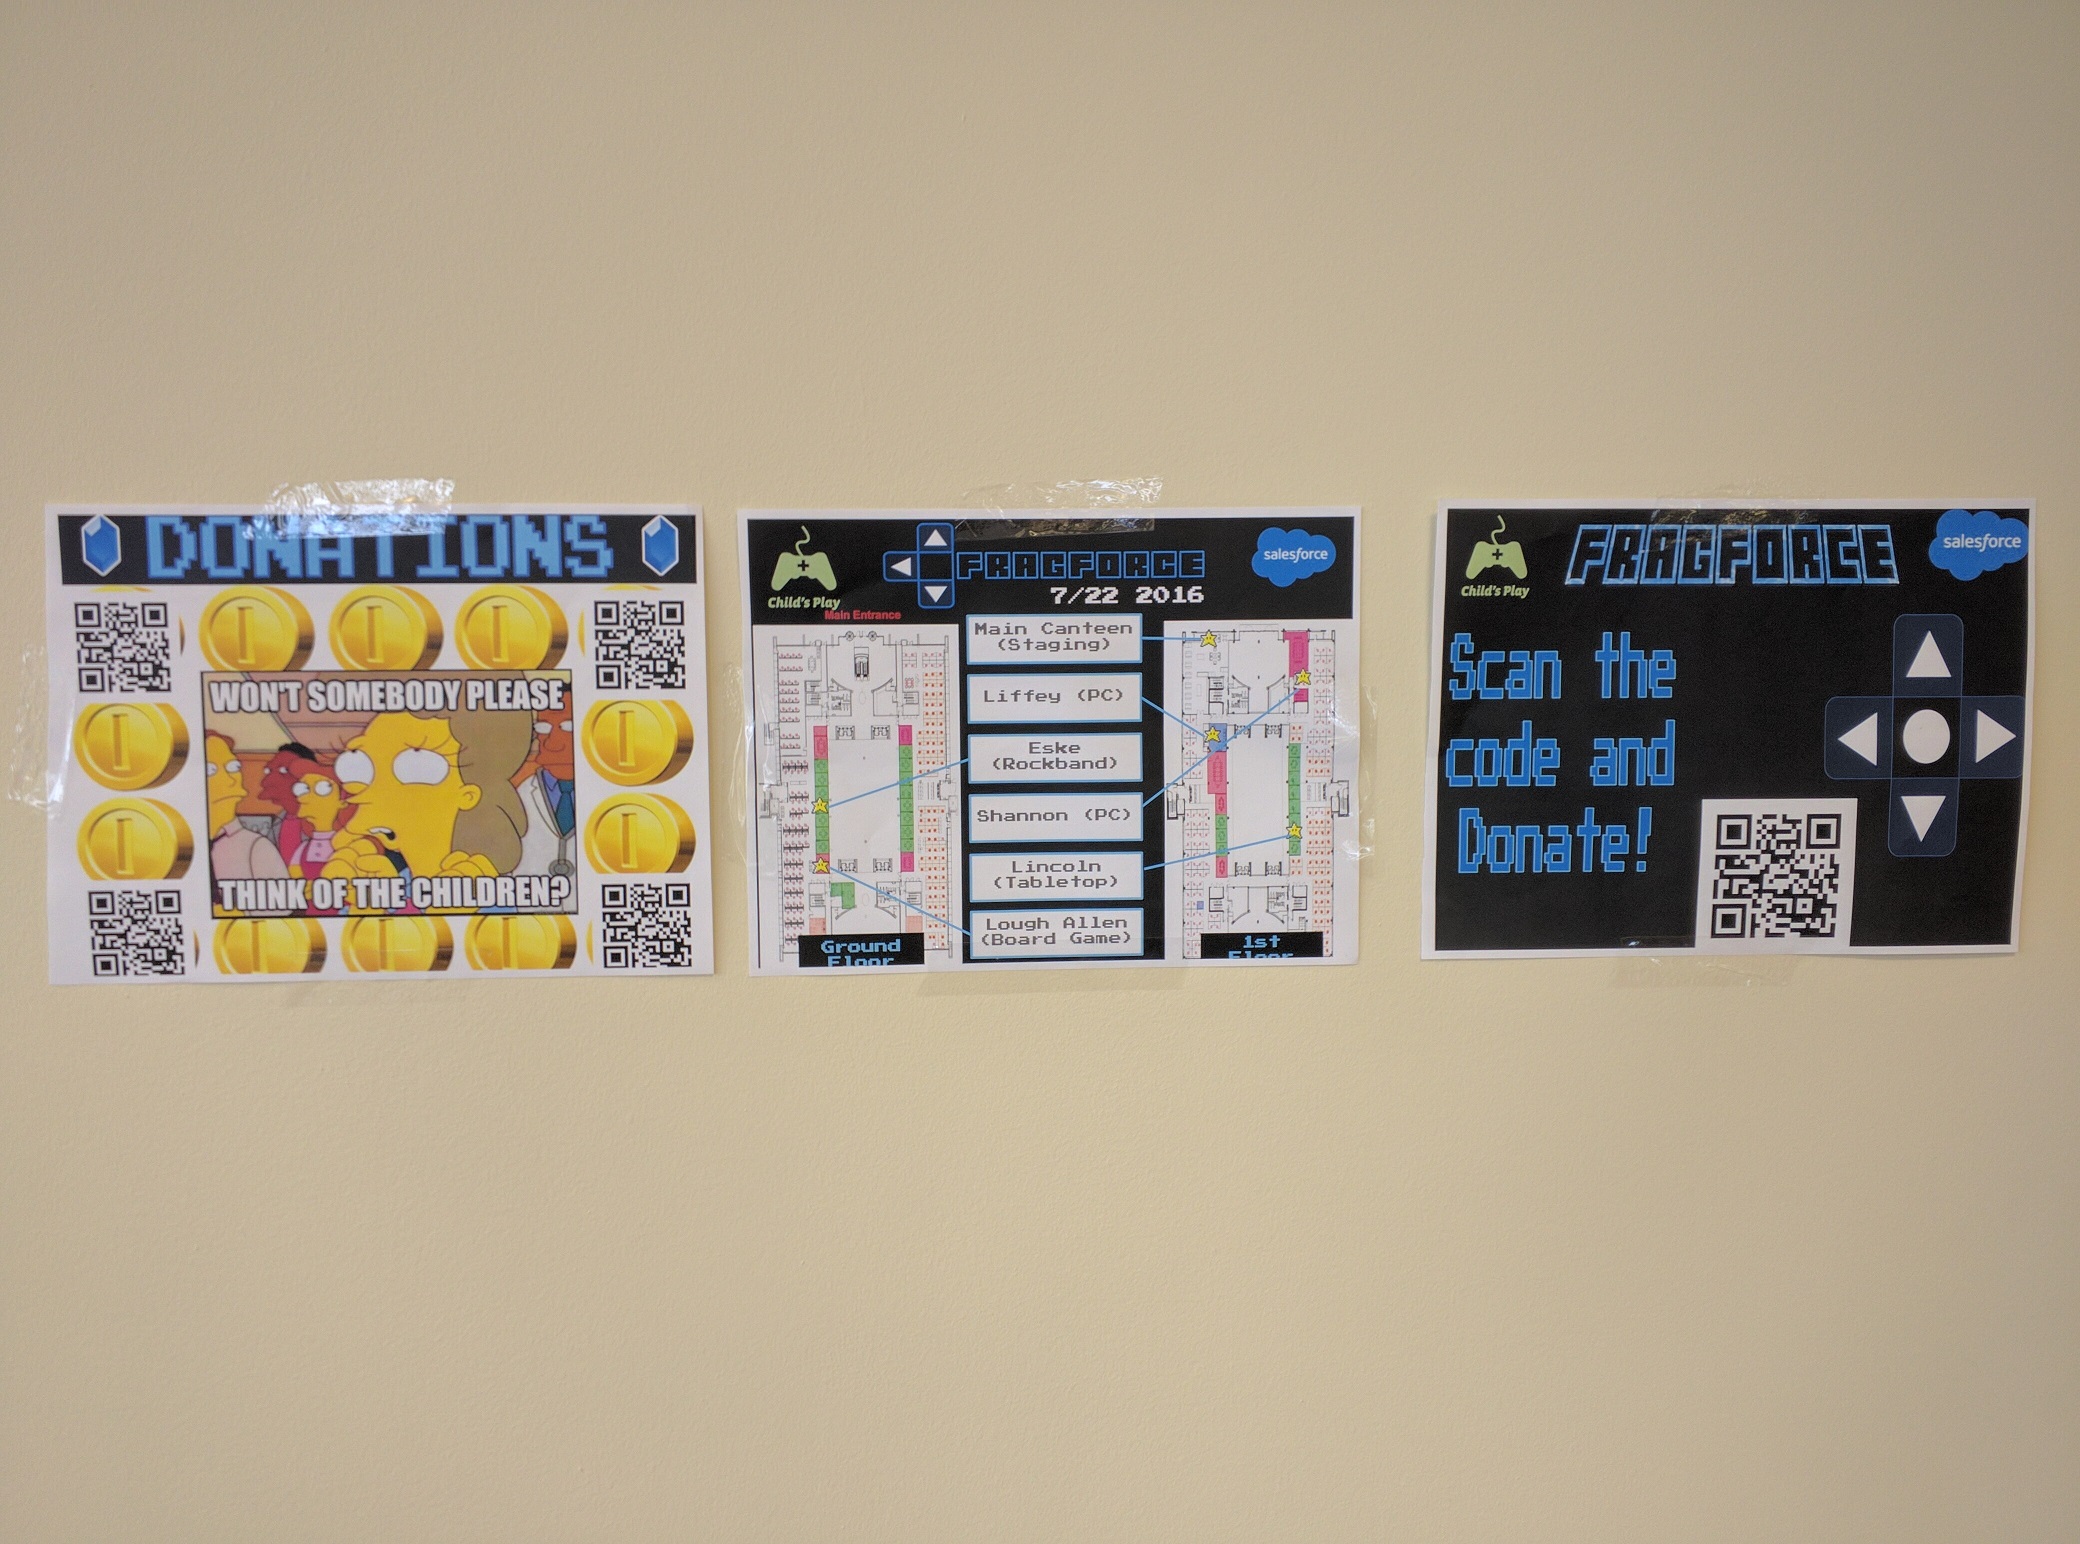 DONATIONS
WON'T SOMEBODY PLEASE
THINK OF THE CHILDREN?
Child's Play
FRAGFORCE
salesforce
7/22 2016
Main Entrance
Main Canteen
(Staging)
Liffey (PC)
Eske
(Rockband)
Shannon (PC)
Lincoln
(Tabletop)
Lough Allen
(Board Game)
Ground
Floor
1st
Floor
Child's Play
FRAGFORCE
salesforce
Scan the
code and
Donate!